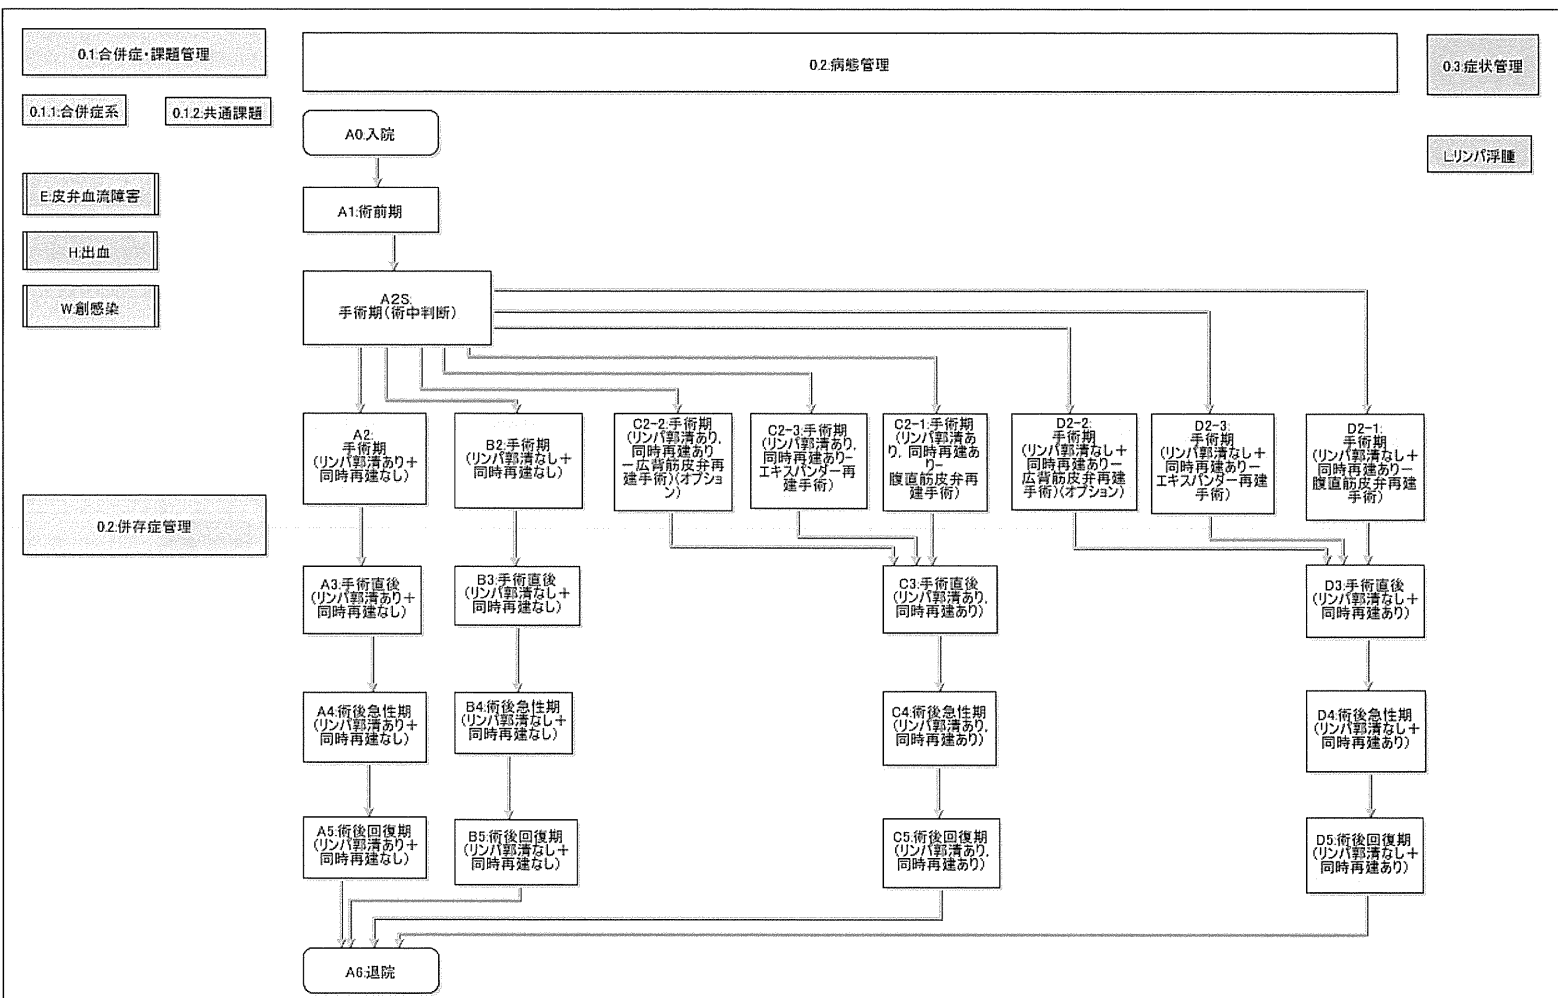 0.1:合併症・課題管理
0.2:病態管理
0.3:症状管理
0.1.1:合併症系
0.1.2:共通課題
A0:入院
L:リンパ浮腫
E:皮弁血流障害
A1:術前期
H:出血
W:創感染
A2S:
手術期(術中判断)
A2:
手術期
(リンパ郭清あり+
同時再建なし)
B2:手術期
(リンパ郭清なし+
同時再建なし)
C2-2:手術期
(リンパ郭清あり,
同時再建あり
ー広背筋皮弁再
建手術)(オプショ
ン)
C2-3:手術期
(リンパ郭清あり,
同時再建ありー
エキスパンダー再
建手術)
C2-1:手術期
(リンパ郭清あ
り, 同時再建あ
りー
腹直筋皮弁再
建手術)
D2-2:
手術期
(リンパ郭清なし+
同時再建ありー
広背筋皮弁再建
手術)(オプション)
D2-3:
手術期
(リンパ郭清なし+
同時再建ありー
エキスパンダー再建
手術)
D2-1:
手術期
(リンパ郭清なし+
同時再建ありー
腹直筋皮弁再建
手術)
0.2:併存症管理
A3:手術直後
(リンパ郭清あり+
同時再建なし)
B3:手術直後
(リンパ郭清なし+
同時再建なし)
C3:手術直後
(リンパ郭清あり,
同時再建あり)
D3:手術直後
(リンパ郭清なし+
同時再建あり)
A4:術後急性期
(リンパ郭清あり+
同時再建なし)
B4:術後急性期
(リンパ郭清なし+
同時再建なし)
C4:術後急性期
(リンパ郭清あり,
同時再建あり)
D4:術後急性期
(リンパ郭清なし+
同時再建あり)
A5:術後回復期
(リンパ郭清あり+
同時再建なし)
B5:術後回復期
(リンパ郭清なし+
同時再建なし)
C5:術後回復期
(リンパ郭清あり,
同時再建あり)
D5:術後回復期
(リンパ郭清なし+
同時再建あり)
A6:退院